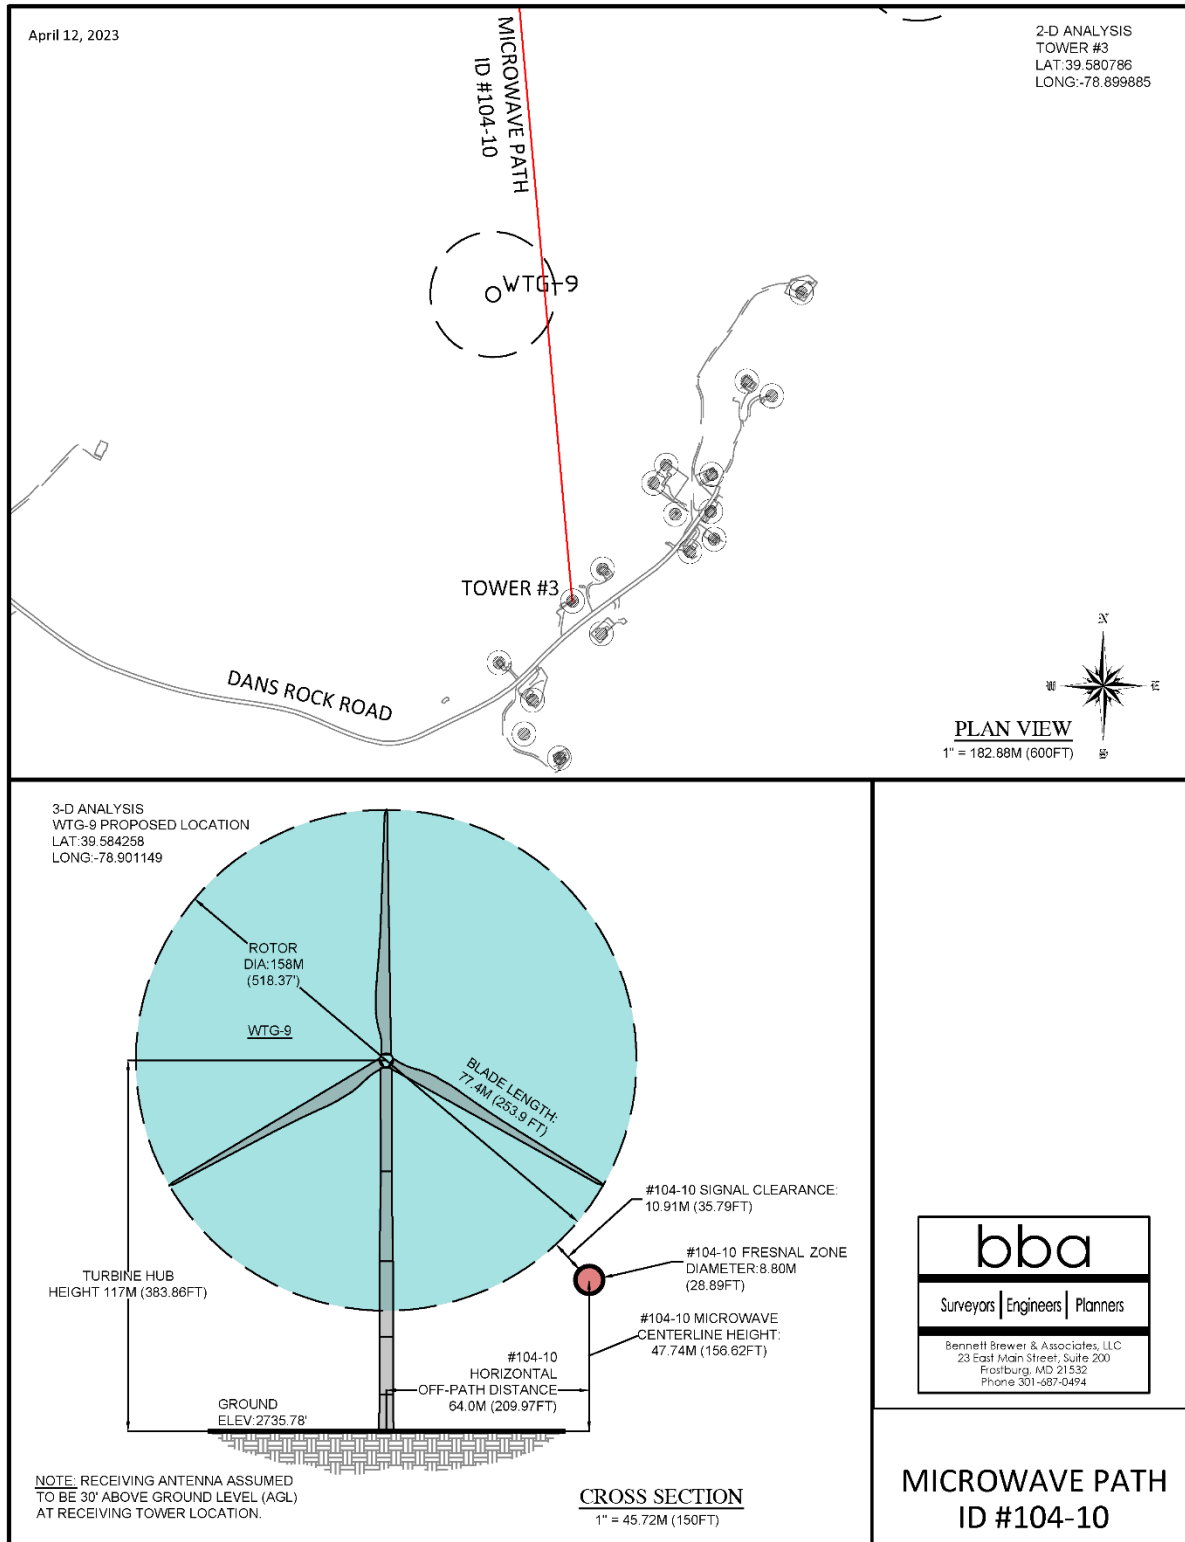 April 12, 2023
2-D ANALYSIS
TOWER #3
LAT:39.580786
LONG:-78.899885
MICROWAVE PATH
ID #104-10
WTG-9
TOWER #3
DANS ROCK ROAD
N
W
E
S
PLAN VIEW
1" = 182.88M (600FT)
3-D ANALYSIS
WTG-9 PROPOSED LOCATION
LAT:39.584258
LONG:-78.901149
ROTOR
DIA:158M
(518.37')
WTG-9
BLADE LENGTH:
77.4M (253.9 FT)
#104-10 SIGNAL CLEARANCE:
10.91M (35.79FT)
#104-10 FRESNAL ZONE
DIAMETER:8.80M
(28.89FT)
TURBINE HUB
HEIGHT 117M (383.86FT)
#104-10 MICROWAVE
CENTERLINE HEIGHT:
47.74M (156.62FT)
#104-10
HORIZONTAL
OFF-PATH DISTANCE
64.0M (209.97FT)
GROUND
ELEV:2735.78'
NOTE: RECEIVING ANTENNA ASSUMED
TO BE 30' ABOVE GROUND LEVEL (AGL)
AT RECEIVING TOWER LOCATION.
CROSS SECTION
1" = 45.72M (150FT)
bba
Surveyors | Engineers | Planners
Bennett Brewer & Associates, LLC
23 East Main Street, Suite 200
Frostburg, MD 21532
Phone 301-687-0494
MICROWAVE PATH
ID #104-10